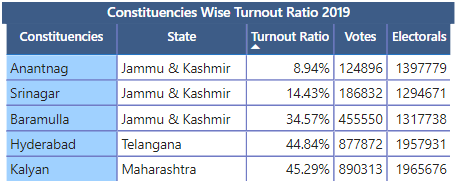 Constituencies Wise Turnout Ratio 2019
Constituencies State Turnout Ratio Votes Electorals
Anantnag Jammu & Kashmir 8.94% 124896 1397779
Srinagar Jammu & Kashmir 14.43% 186832 1294671
Baramulla Jammu & Kashmir 34.57% 455550 1317738
Hyderabad Telangana 44.84% 877872 1957931
Kalyan Maharashtra 45.29% 890313 1965676